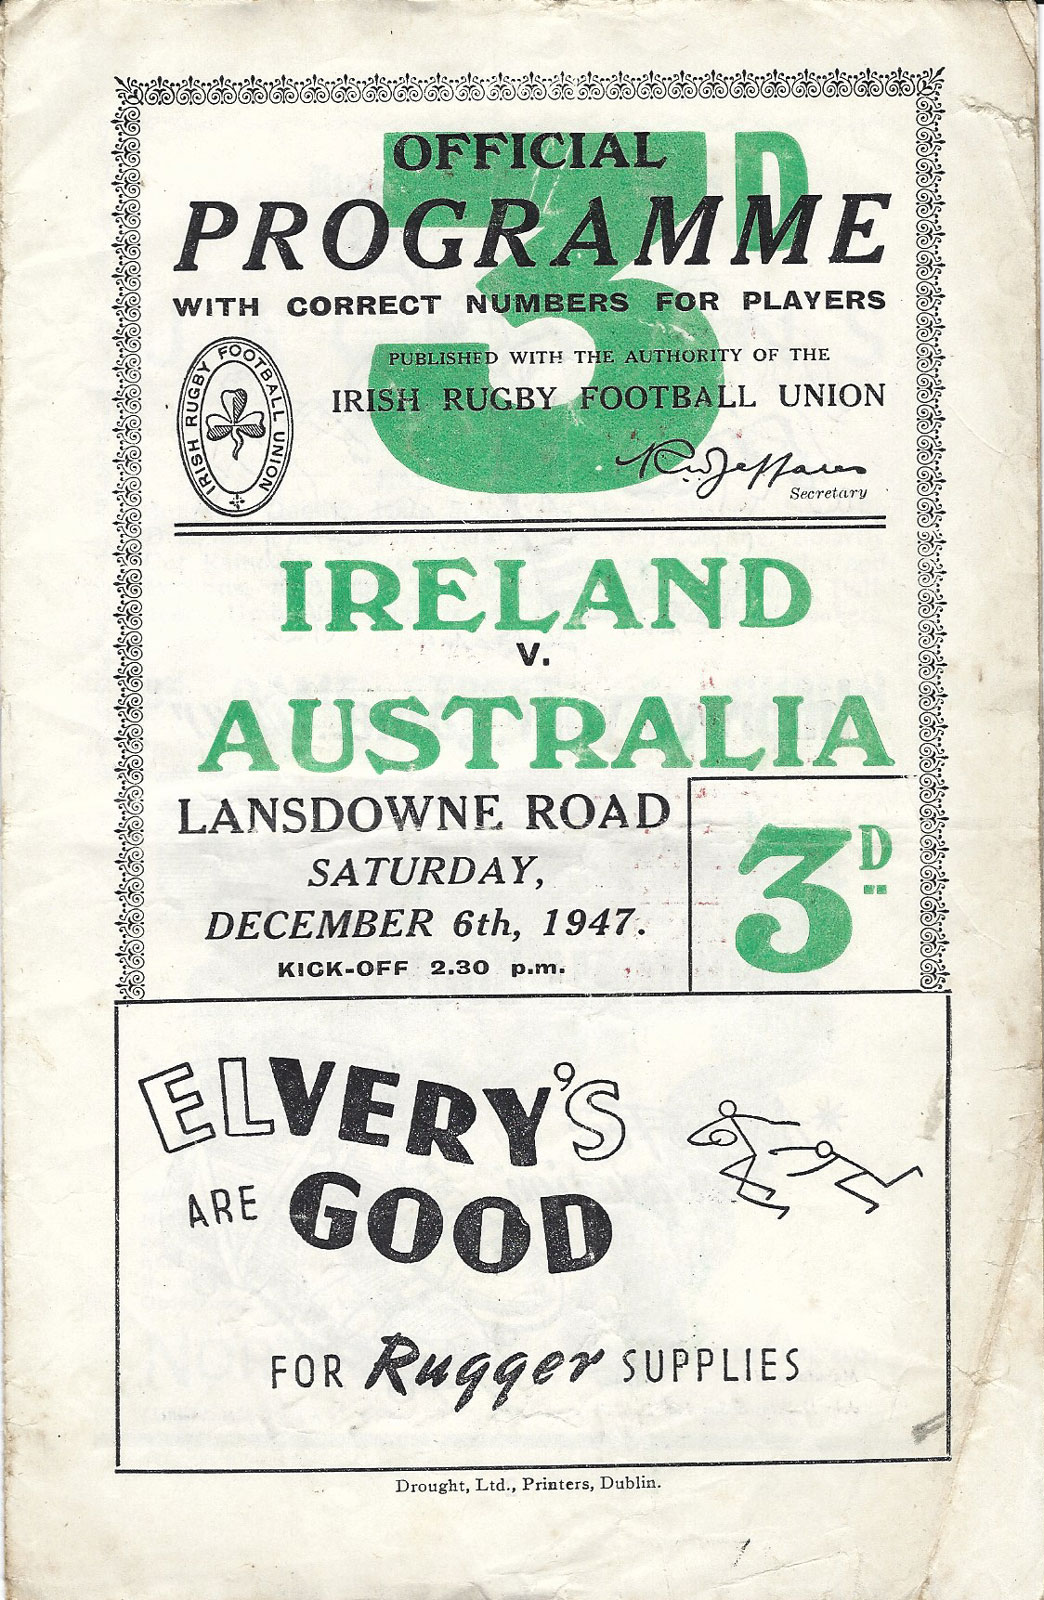 3D
OFFICIAL
PROGRAMME
WITH CORRECT NUMBERS FOR PLAYERS
PUBLISHED WITH THE AUTHORITY OF THE
IRISH RUGBY FOOTBALL UNION
IRISH RUGBY FOOTBALL UNION
R.W. Jeffares
Secretary
IRELAND
v.
AUSTRALIA
LANSDOWNE ROAD
SATURDAY,
DECEMBER 6th, 1947.
KICK-OFF 2.30 p.m.
3D
ELVERY'S
ARE GOOD
FOR Rugger SUPPLIES
Drought, Ltd., Printers, Dublin.